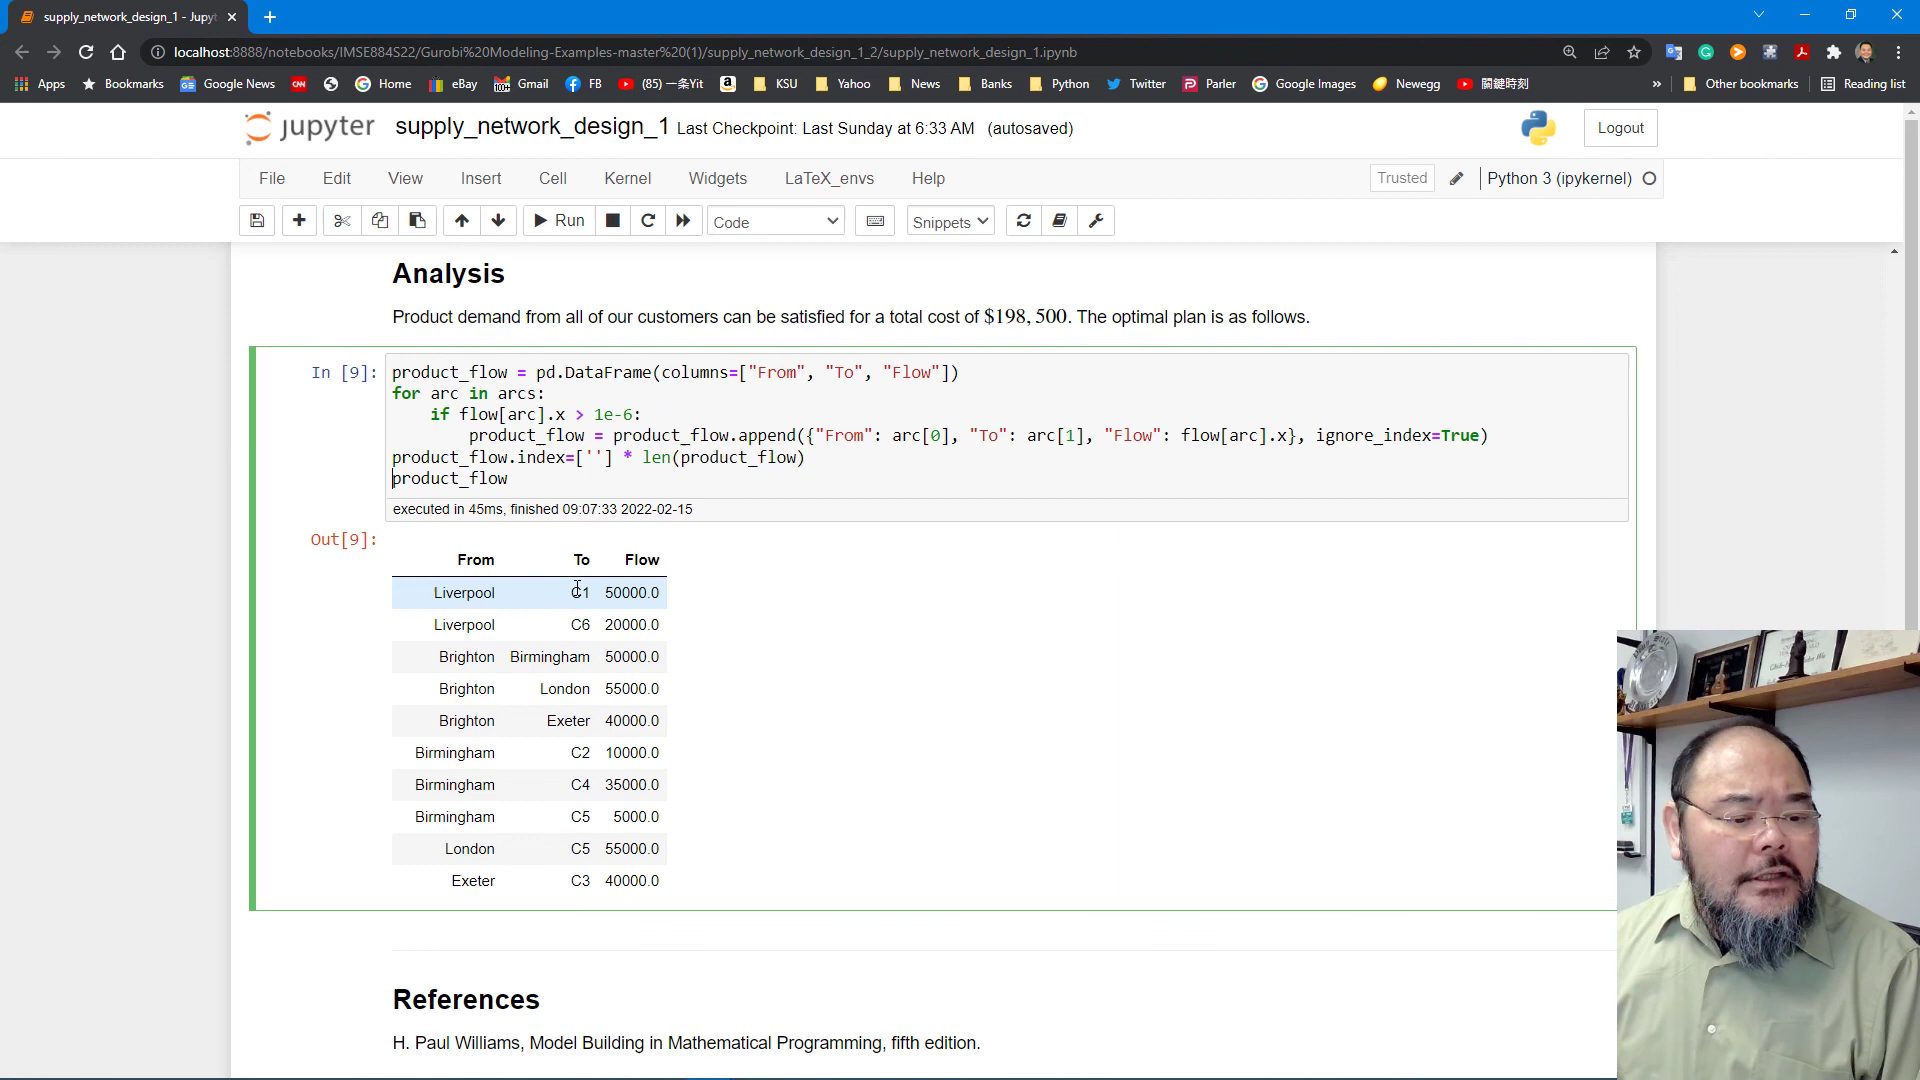 supply_network_design_1 - Jupyt
localhost:8888/notebooks/IMSE884S22/Gurobi%20Modeling-Examples-master%20(1)/supply_network_design_1_2/supply_network_design_1.ipynb
Apps Bookmarks Google News CNN Home eBay Gmail FB (85) 一条Yit KSU Yahoo News Banks Python Twitter Parler Google Images Newegg 關鍵時刻 » Other bookmarks Reading list
jupyter supply_network_design_1 Last Checkpoint: Last Sunday at 6:33 AM (autosaved) Logout
File Edit View Insert Cell Kernel Widgets LaTeX_envs Help Trusted Python 3 (ipykernel)
Run Code Snippets
Analysis
Product demand from all of our customers can be satisfied for a total cost of $198, 500. The optimal plan is as follows.
In [9]: product_flow = pd.DataFrame(columns=["From", "To", "Flow"])
for arc in arcs:
if flow[arc].x > 1e-6:
product_flow = product_flow.append({"From": arc[0], "To": arc[1], "Flow": flow[arc].x}, ignore_index=True)
product_flow.index=[''] * len(product_flow)
product_flow
executed in 45ms, finished 09:07:33 2022-02-15
Out[9]:
From To Flow
Liverpool C1 50000.0
Liverpool C6 20000.0
Brighton Birmingham 50000.0
Brighton London 55000.0
Brighton Exeter 40000.0
Birmingham C2 10000.0
Birmingham C4 35000.0
Birmingham C5 5000.0
London C5 55000.0
Exeter C3 40000.0
References
H. Paul Williams, Model Building in Mathematical Programming, fifth edition.